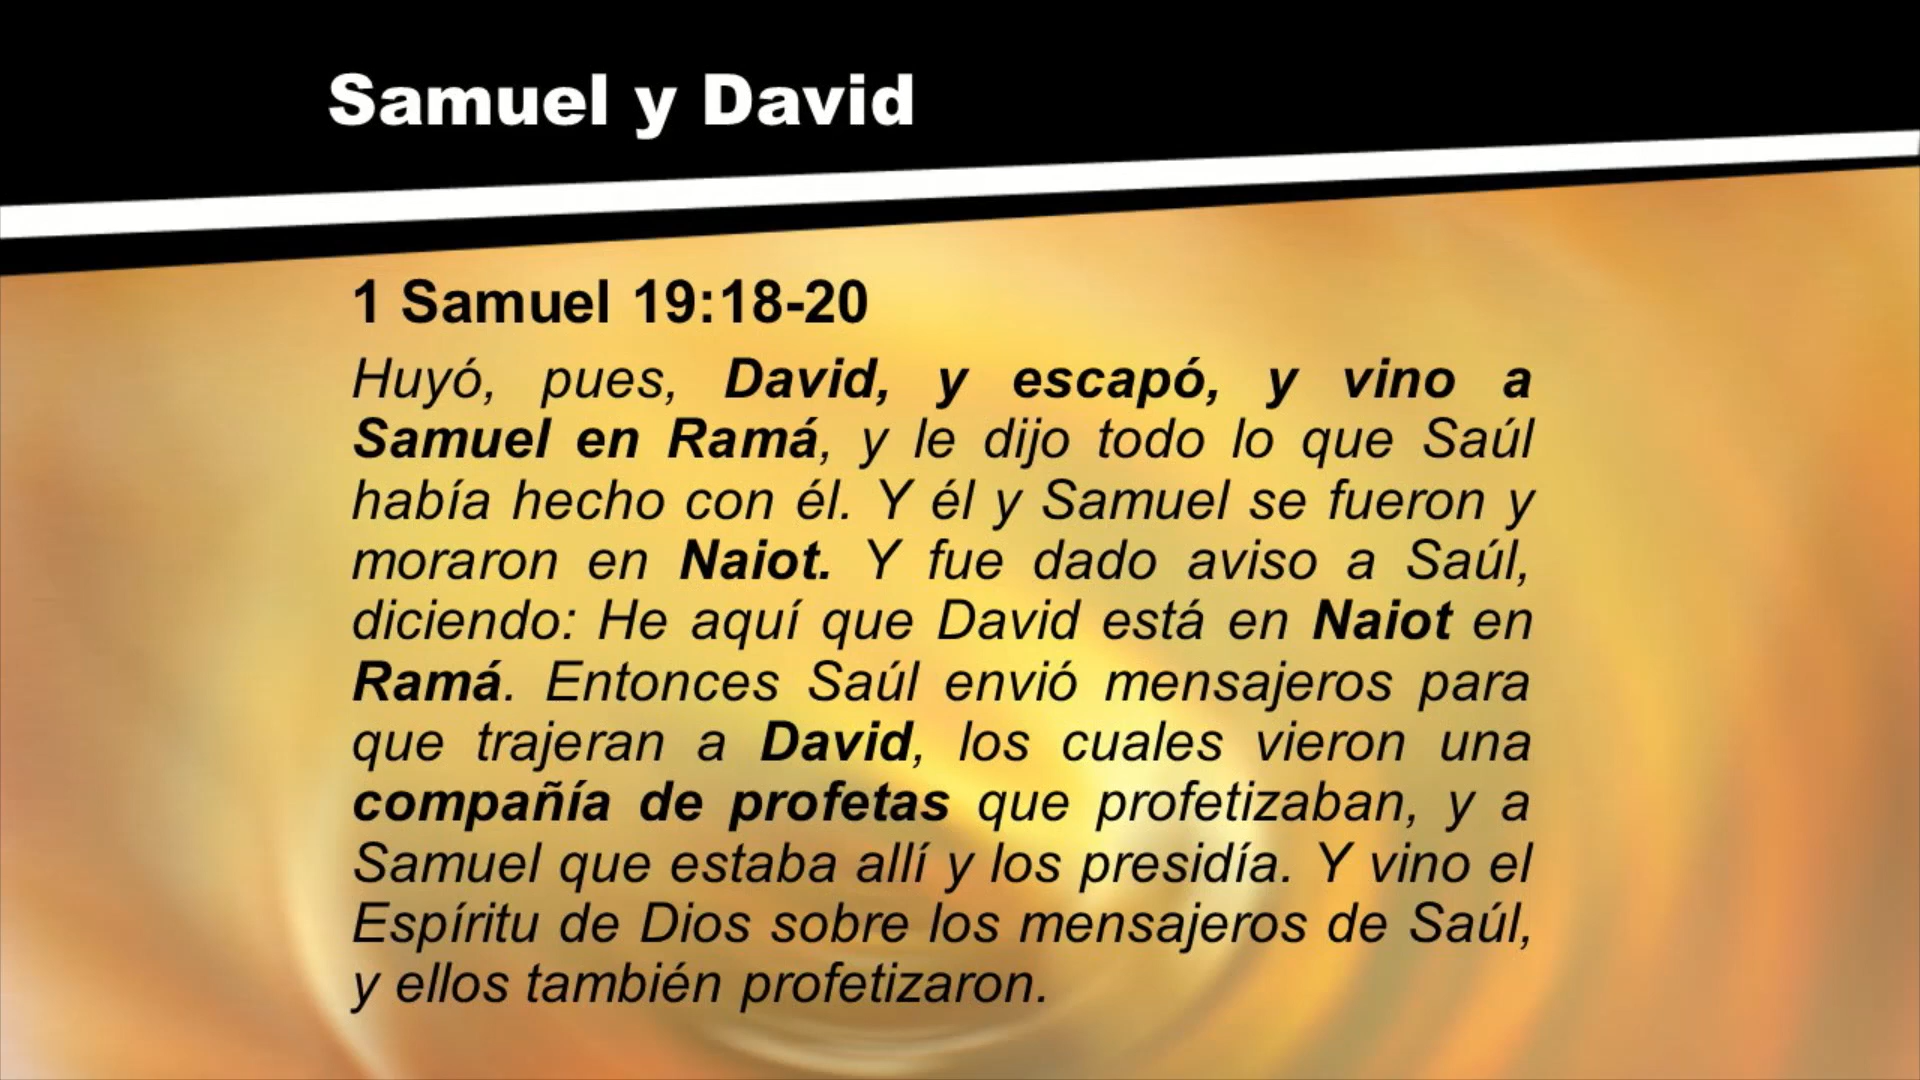 Samuel y David
1 Samuel 19:18-20
Huyó, pues, David, y escapó, y vino a
Samuel en Ramá, y le dijo todo lo que Saúl
había hecho con él. Y él y Samuel se fueron y
moraron en Naiot. Y fue dado aviso a Saúl,
diciendo: He aquí que David está en Naiot en
Ramá. Entonces Saúl envió mensajeros para
que trajeran a David, los cuales vieron una
compañía de profetas que profetizaban, y a
Samuel que estaba allí y los presidía. Y vino el
Espíritu de Dios sobre los mensajeros de Saúl,
y ellos también profetizaron.